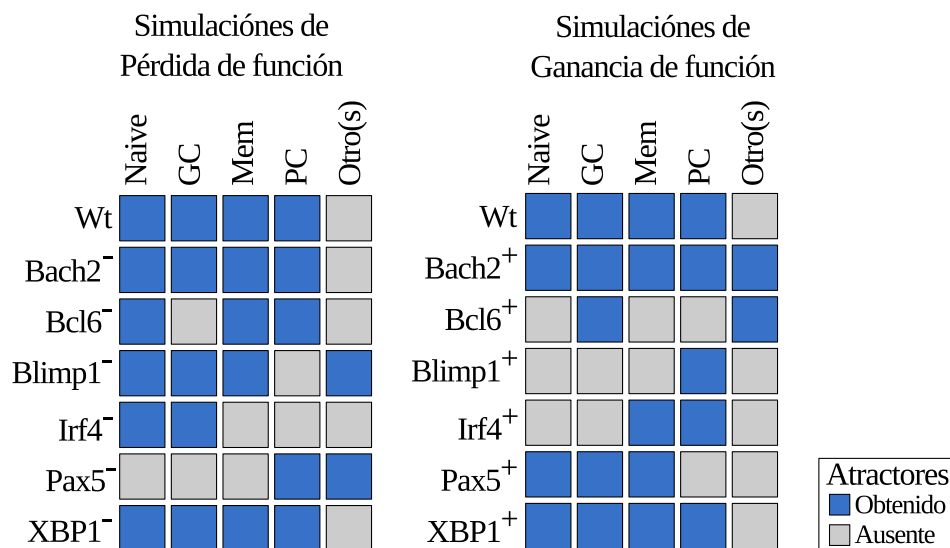 Simulaciónes de
Pérdida de función
Naive GC Mem PC Otro(s)
Wt
Bach2-
Bcl6-
Blimp1-
Irf4-
Pax5-
XBP1-
Simulaciónes de
Ganancia de función
Naive GC Mem PC Otro(s)
Wt
Bach2+
Bcl6+
Blimp1+
Irf4+
Pax5+
XBP1+
Atractores
Obtenido
Ausente